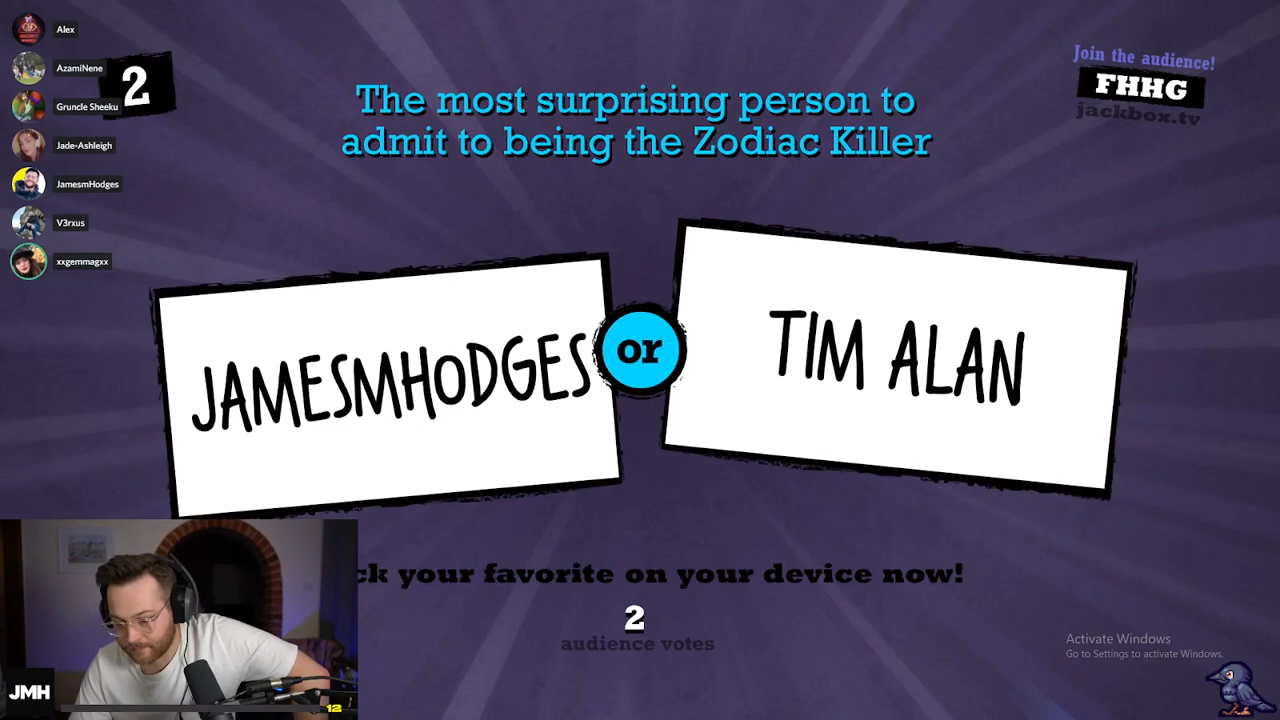 Alex
AzamiNene
2
Gruncle Sheeku
Jade-Ashleigh
JamesmHodges
V3rxus
xxgemmagxx
The most surprising person to
admit to being the Zodiac Killer
Join the audience!
FHHG
jackbox.tv
JAMESMHODGES
or
TIM ALAN
ck your favorite on your device now!
2
audience votes
Activate Windows
Go to Settings to activate Windows.
JMH
12